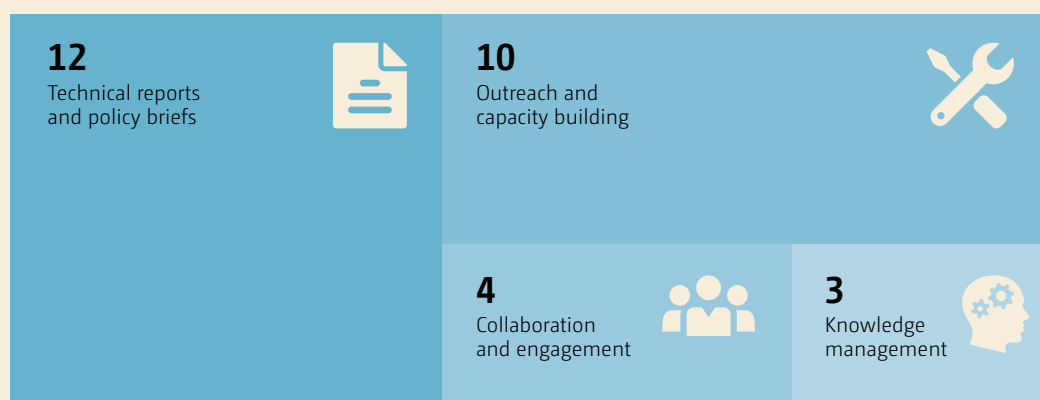 12
Technical reports
and policy briefs
10
Outreach and
capacity building
4
Collaboration
and engagement
3
Knowledge
management